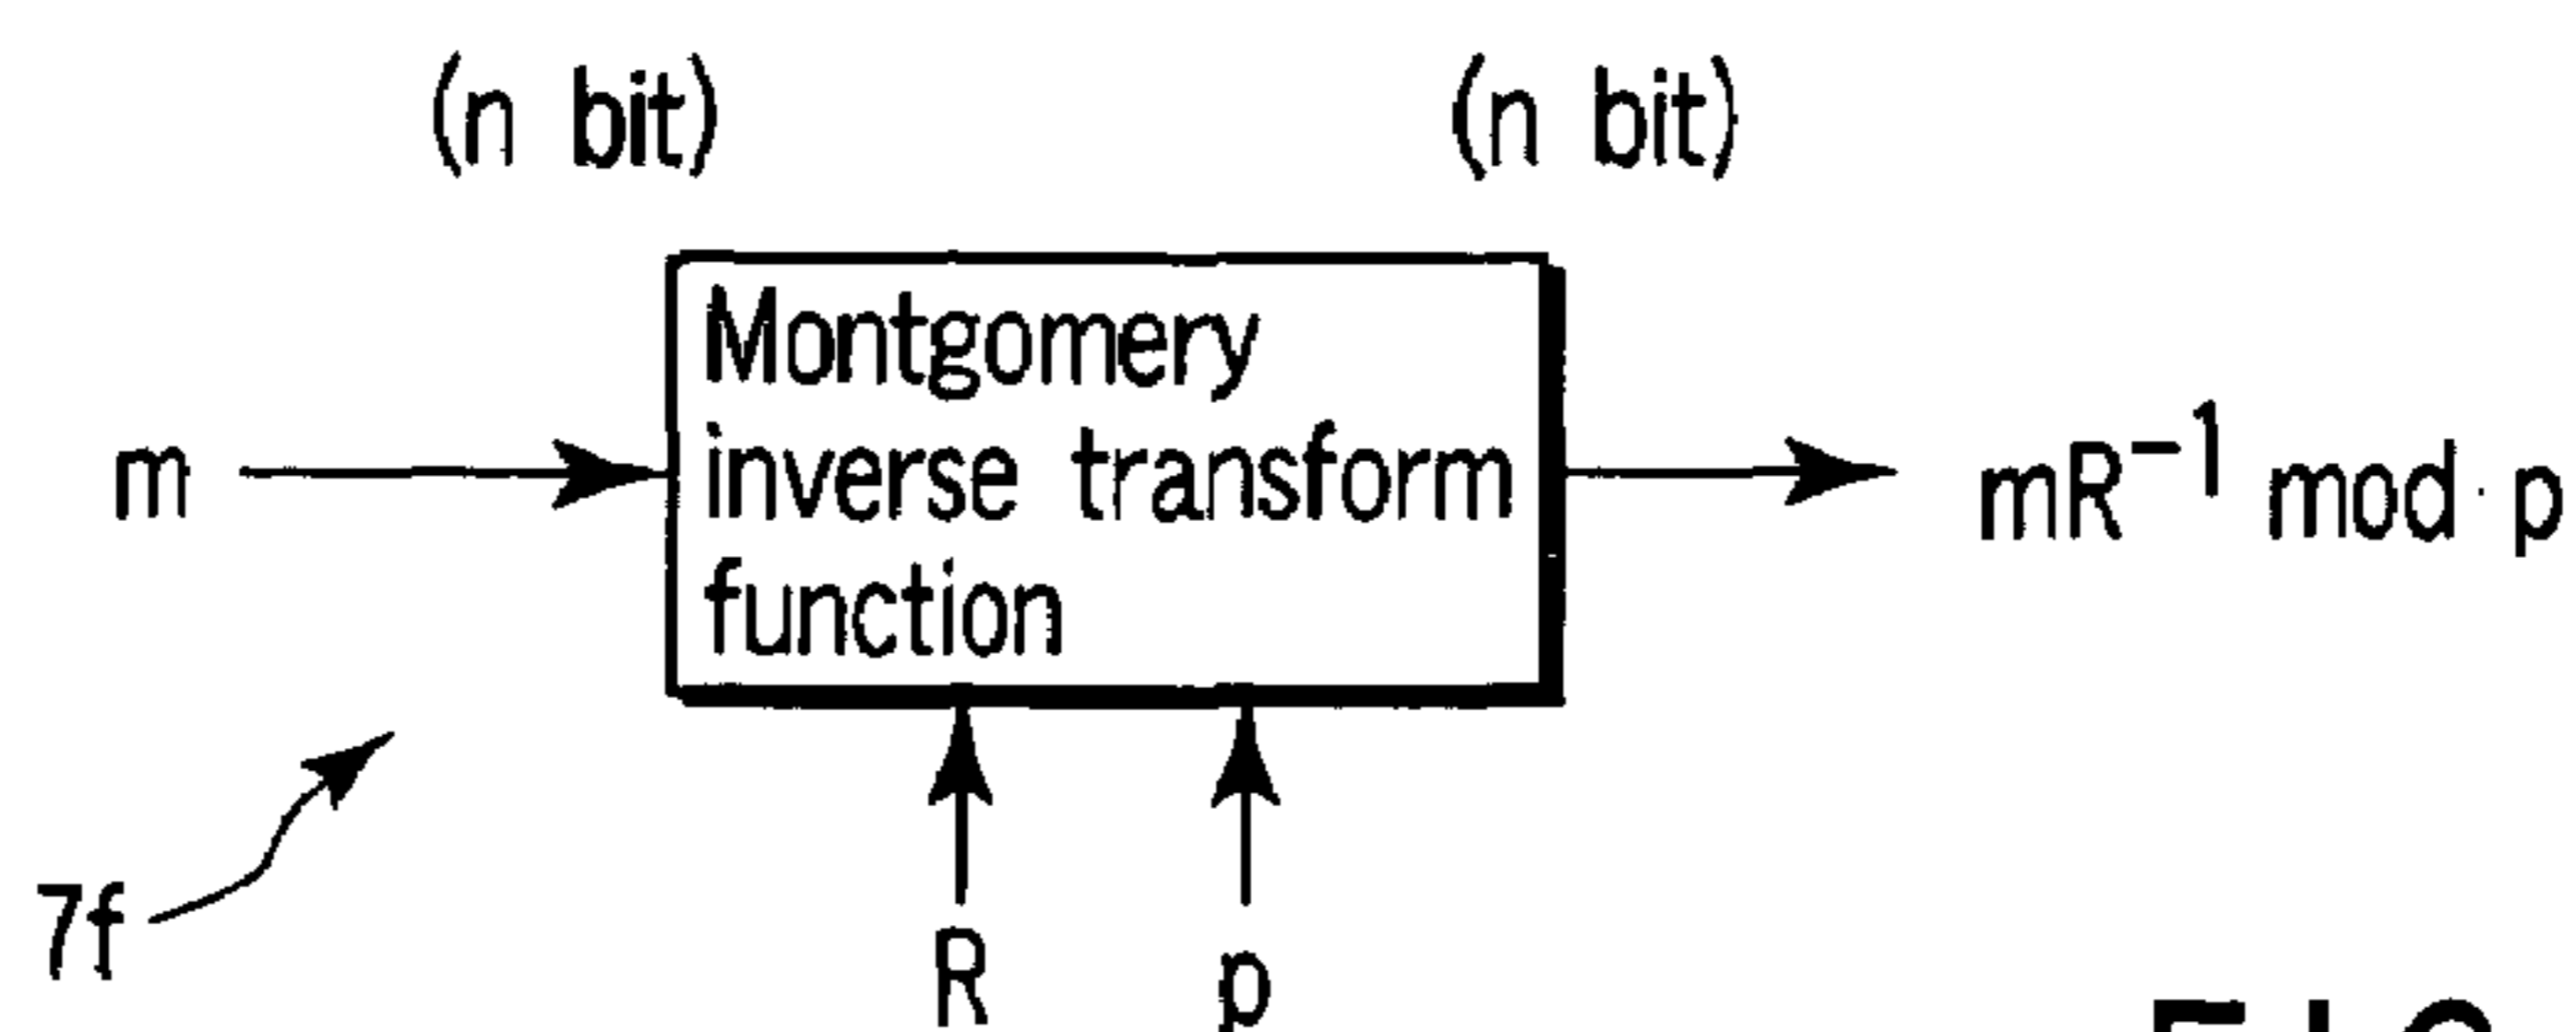 (n bit) (n bit)
Montgomery
inverse transform
function
m
mR⁻¹ mod p
7f
R p